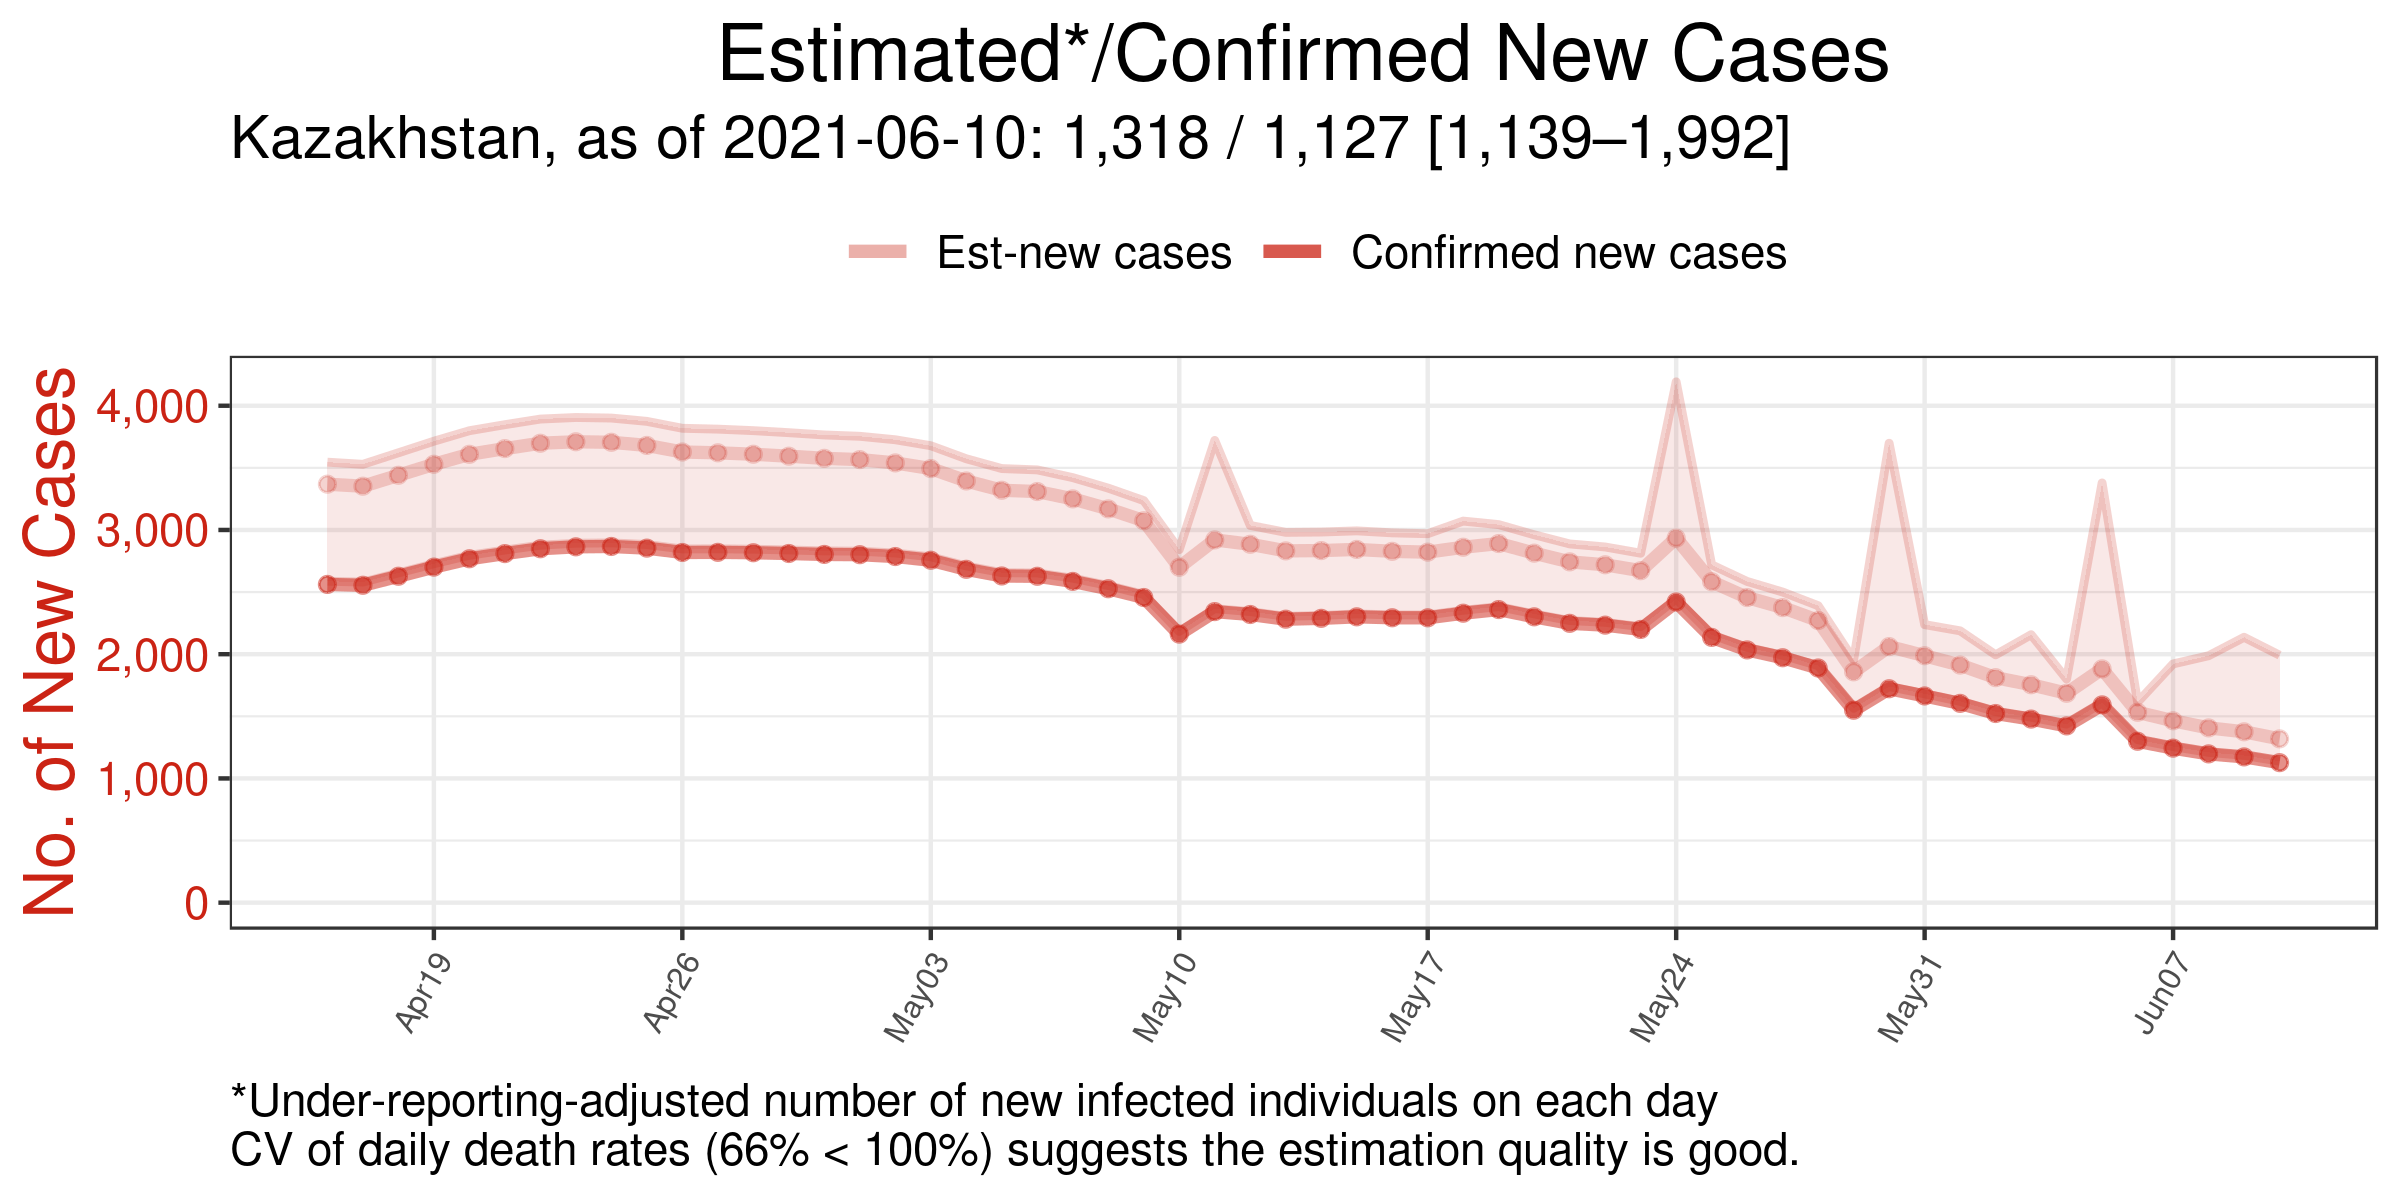 Estimated*/Confirmed New Cases
Kazakhstan, as of 2021-06-10: 1,318 / 1,127 [1,139–1,992]
Est-new cases
Confirmed new cases
No. of New Cases
4,000
3,000
2,000
1,000
0
Apr19
Apr26
May03
May10
May17
May24
May31
Jun07
*Under-reporting-adjusted number of new infected individuals on each day
CV of daily death rates (66% < 100%) suggests the estimation quality is good.